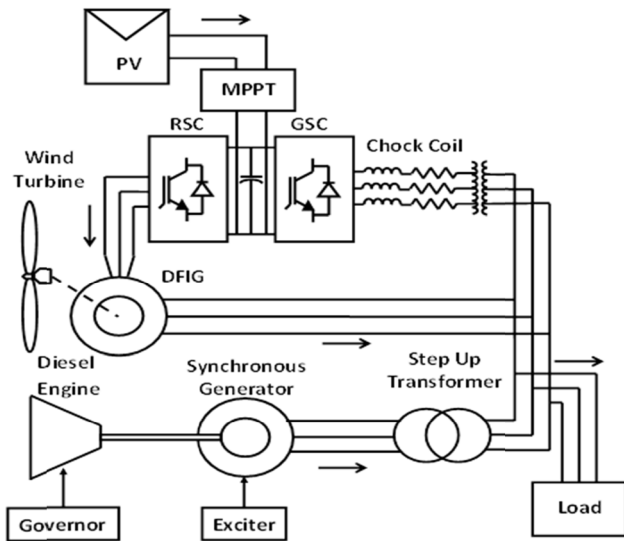 PV
MPPT
RSC
GSC
Chock Coil
Wind
Turbine
DFIG
Diesel
Engine
Synchronous
Generator
Step Up
Transformer
Governor
Exciter
Load